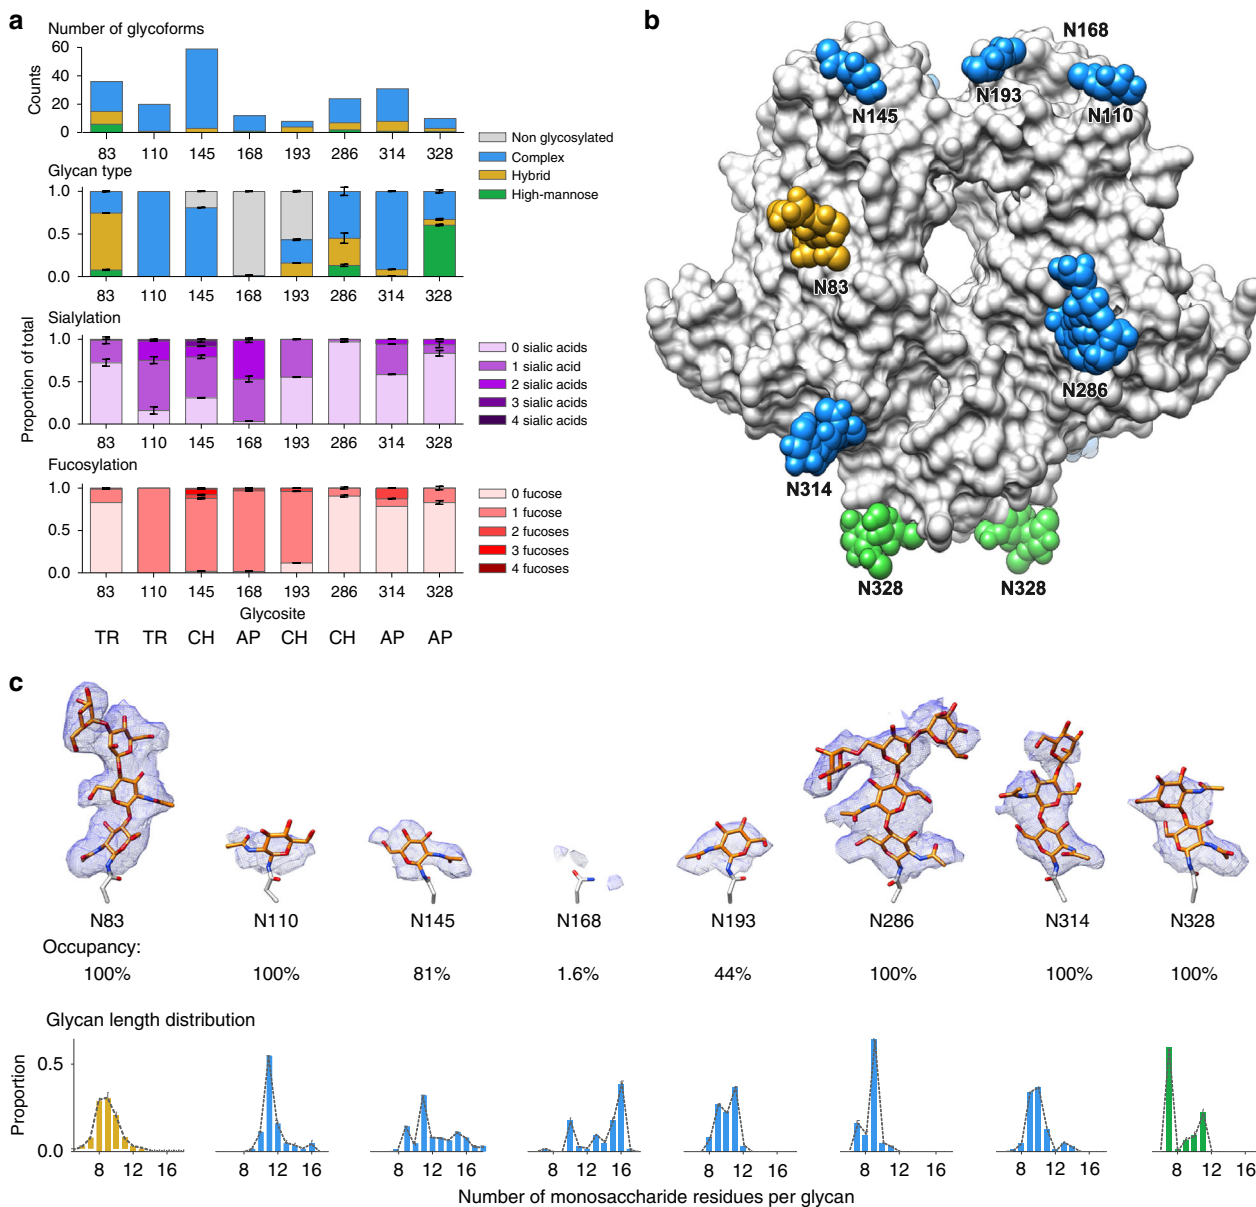 a
Number of glycoforms
Counts
60
40
20
0
83 110 145 168 193 286 314 328
Non glycosylated
Complex
Hybrid
High-mannose
Glycan type
1.0
0.5
0.0
83 110 145 168 193 286 314 328
Proportion of total
Sialylation
1.0
0.5
0.0
83 110 145 168 193 286 314 328
0 sialic acids
1 sialic acid
2 sialic acids
3 sialic acids
4 sialic acids
Fucosylation
1.0
0.5
0.0
83 110 145 168 193 286 314 328
0 fucose
1 fucose
2 fucoses
3 fucoses
4 fucoses
Glycosite
TR TR CH AP CH CH AP AP
b
N168
N145
N193
N110
N83
N286
N314
N328
N328
c
N83 N110 N145 N168 N193 N286 N314 N328
Occupancy:
100% 100% 81% 1.6% 44% 100% 100% 100%
Glycan length distribution
Proportion
0.5
0.0
8 12 16 8 12 16 8 12 16 8 12 16 8 12 16 8 12 16 8 12 16 8 12 16
Number of monosaccharide residues per glycan